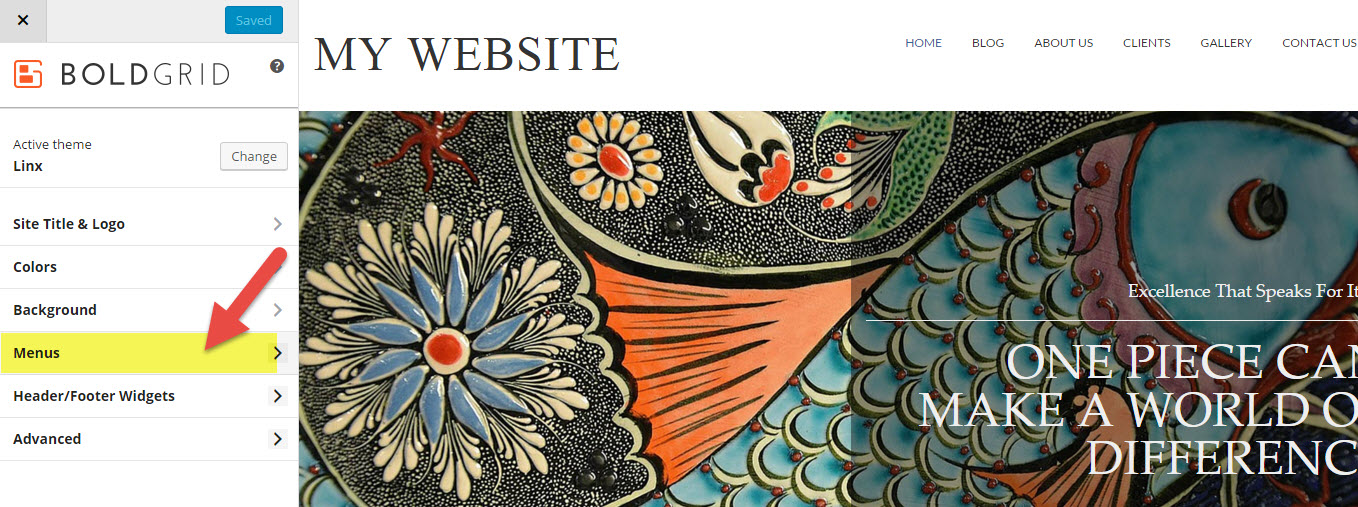 ×
Saved
BOLDGRID
?
Active theme
Linx
Change
Site Title & Logo
Colors
Background
Menus
Header/Footer Widgets
Advanced
MY WEBSITE
HOME BLOG ABOUT US CLIENTS GALLERY CONTACT US
Excellence That Speaks For It
ONE PIECE CAN
MAKE A WORLD O
DIFFERENC